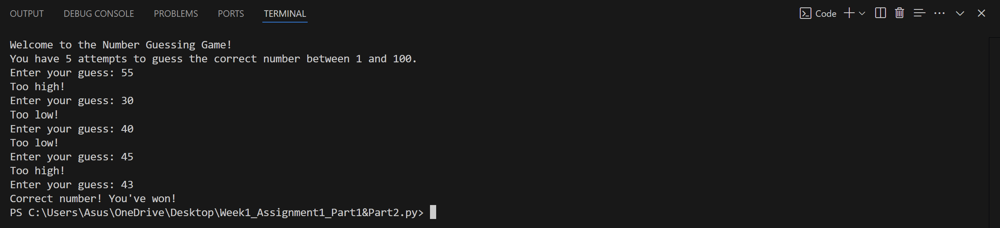 OUTPUT DEBUG CONSOLE PROBLEMS PORTS TERMINAL Code
Welcome to the Number Guessing Game!
You have 5 attempts to guess the correct number between 1 and 100.
Enter your guess: 55
Too high!
Enter your guess: 30
Too low!
Enter your guess: 40
Too low!
Enter your guess: 45
Too high!
Enter your guess: 43
Correct number! You've won!
PS C:\Users\Asus\OneDrive\Desktop\Week1_Assignment1_Part1&Part2.py>